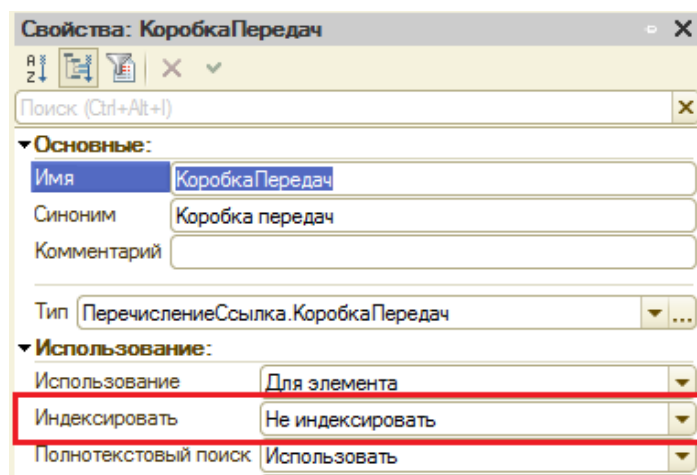 Свойства: КоробкаПередач
Поиск (Ctrl+Alt+I)
Основные:
Имя КоробкаПередач
Синоним Коробка передач
Комментарий
Тип ПеречислениеСсылка.КоробкаПередач ...
Использование:
Использование Для элемента
Индексировать Не индексировать
Полнотекстовый поиск Использовать